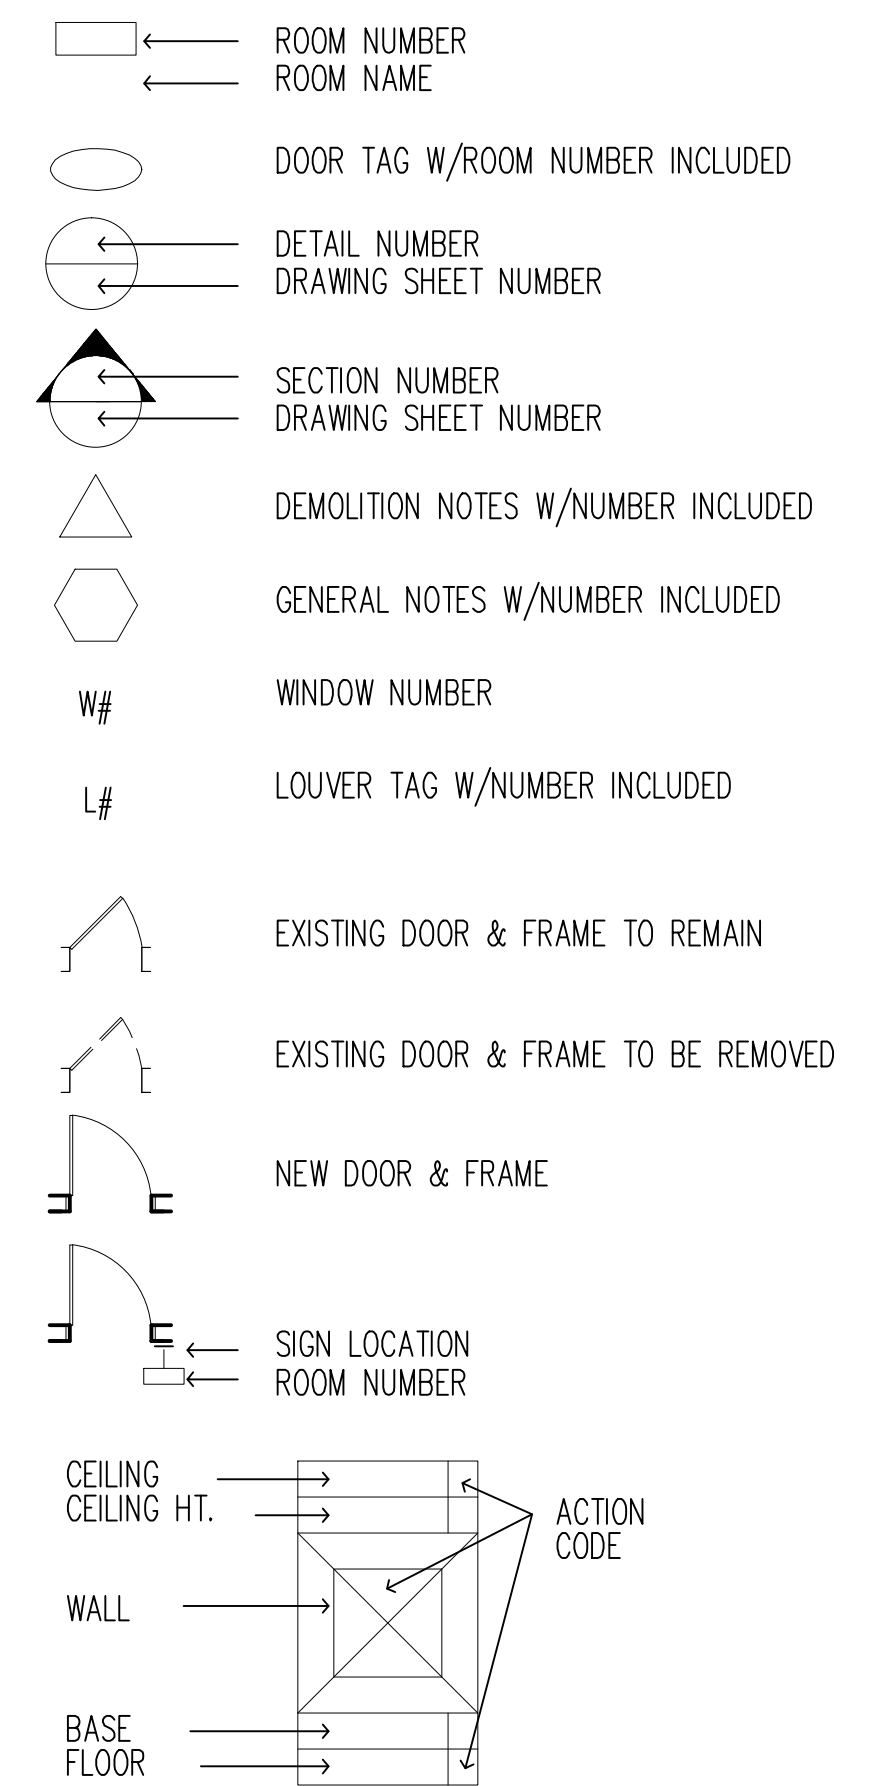 ROOM NUMBER
ROOM NAME
DOOR TAG W/ROOM NUMBER INCLUDED
DETAIL NUMBER
DRAWING SHEET NUMBER
SECTION NUMBER
DRAWING SHEET NUMBER
DEMOLITION NOTES W/NUMBER INCLUDED
GENERAL NOTES W/NUMBER INCLUDED
W# WINDOW NUMBER
L# LOUVER TAG W/NUMBER INCLUDED
EXISTING DOOR & FRAME TO REMAIN
EXISTING DOOR & FRAME TO BE REMOVED
NEW DOOR & FRAME
SIGN LOCATION
ROOM NUMBER
CEILING
CEILING HT.
ACTION
CODE
WALL
BASE
FLOOR